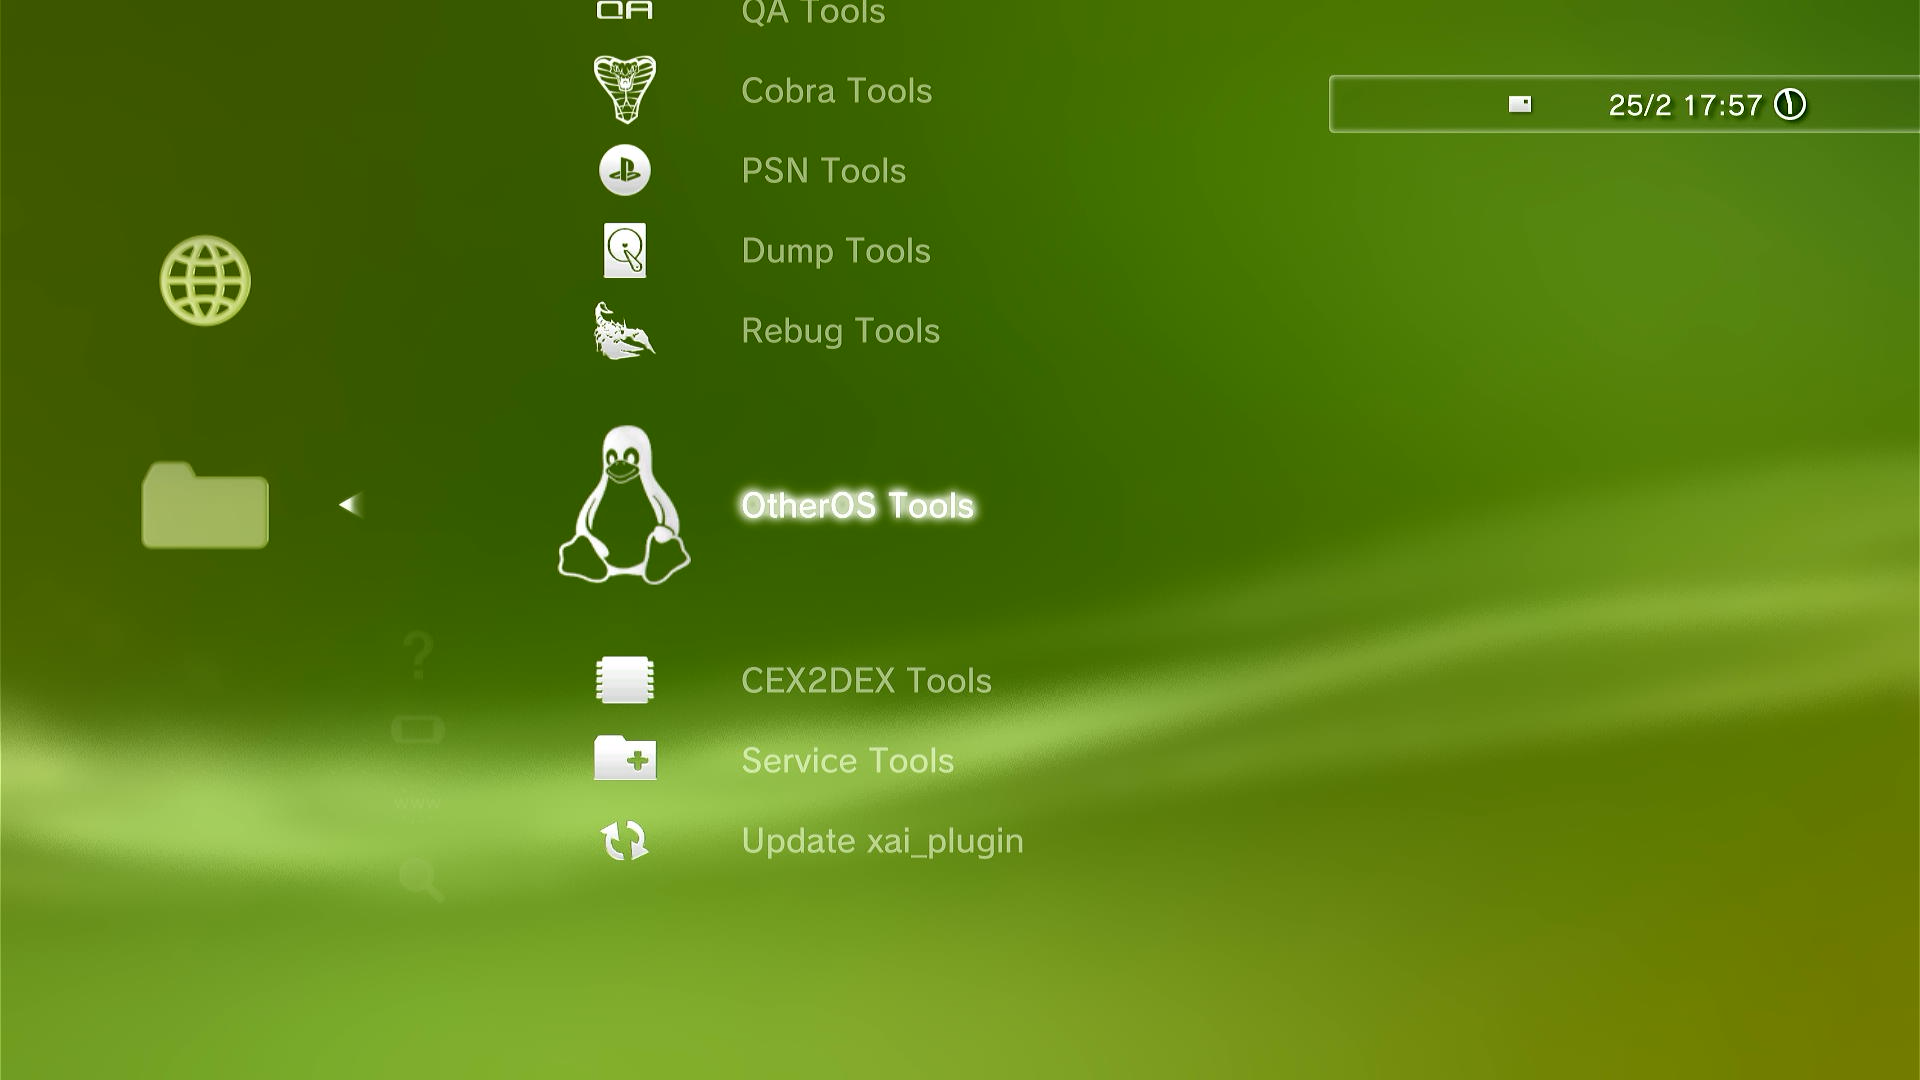 QA
QA Tools
Cobra Tools
25/2 17:57
PSN Tools
Dump Tools
Rebug Tools
OtherOS Tools
?
CEX2DEX Tools
Service Tools
www
Update xai_plugin